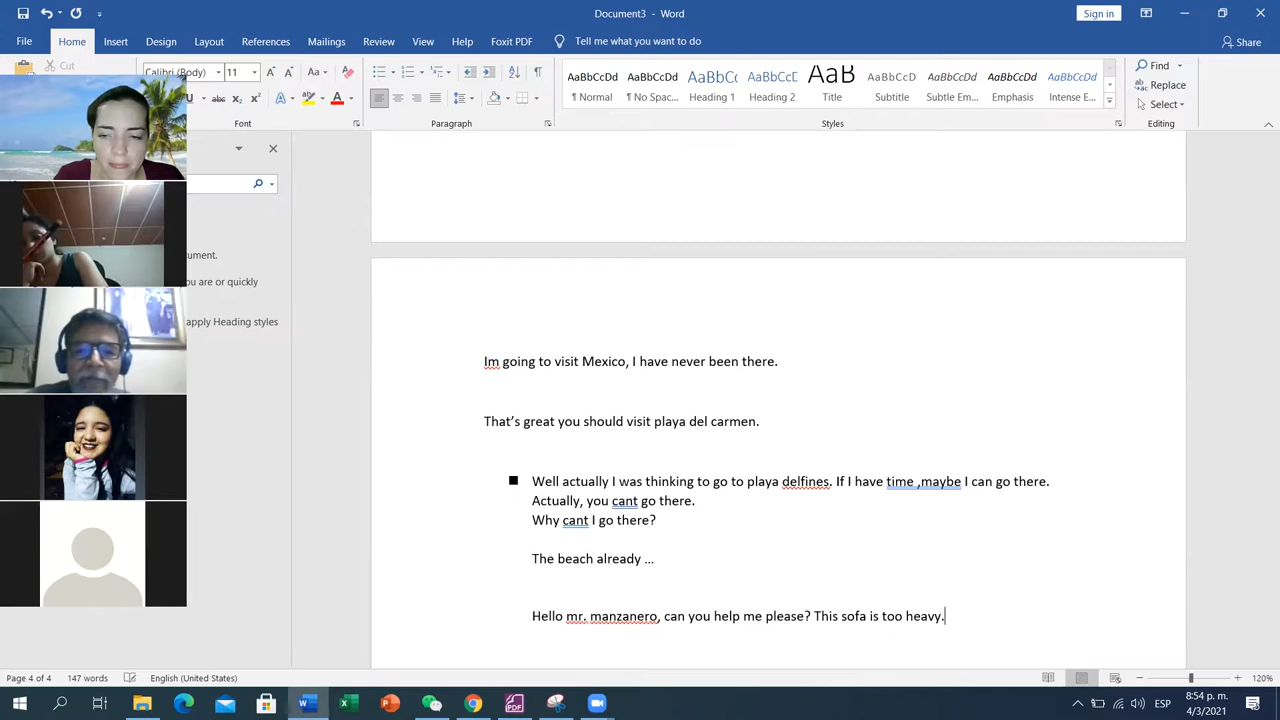 Document3 - Word
Sign in
File Home Insert Design Layout References Mailings Review View Help Foxit PDF Tell me what you want to do Share
Cut
Calibri (Body) 11
Find
Replace
Select
AaBbCcDd AaBbCcDd AaBbCc AaBbCcC AaB AaBbCcDd AaBbCcDd AaBbCcDd AaBbCcDd
¶ Normal ¶ No Spac... Heading 1 Heading 2 Title Subtitle Subtle Em... Emphasis Intense E...
Font Paragraph Styles Editing
cument.
ou are or quickly
apply Heading styles
Im going to visit Mexico, I have never been there.
That's great you should visit playa del carmen.
Well actually I was thinking to go to playa delfines. If I have time ,maybe I can go there.
Actually, you cant go there.
Why cant I go there?
The beach already ...
Hello mr. manzanero, can you help me please? This sofa is too heavy.
Page 4 of 4 147 words English (United States) 120%
ESP 8:54 p. m.
4/3/2021